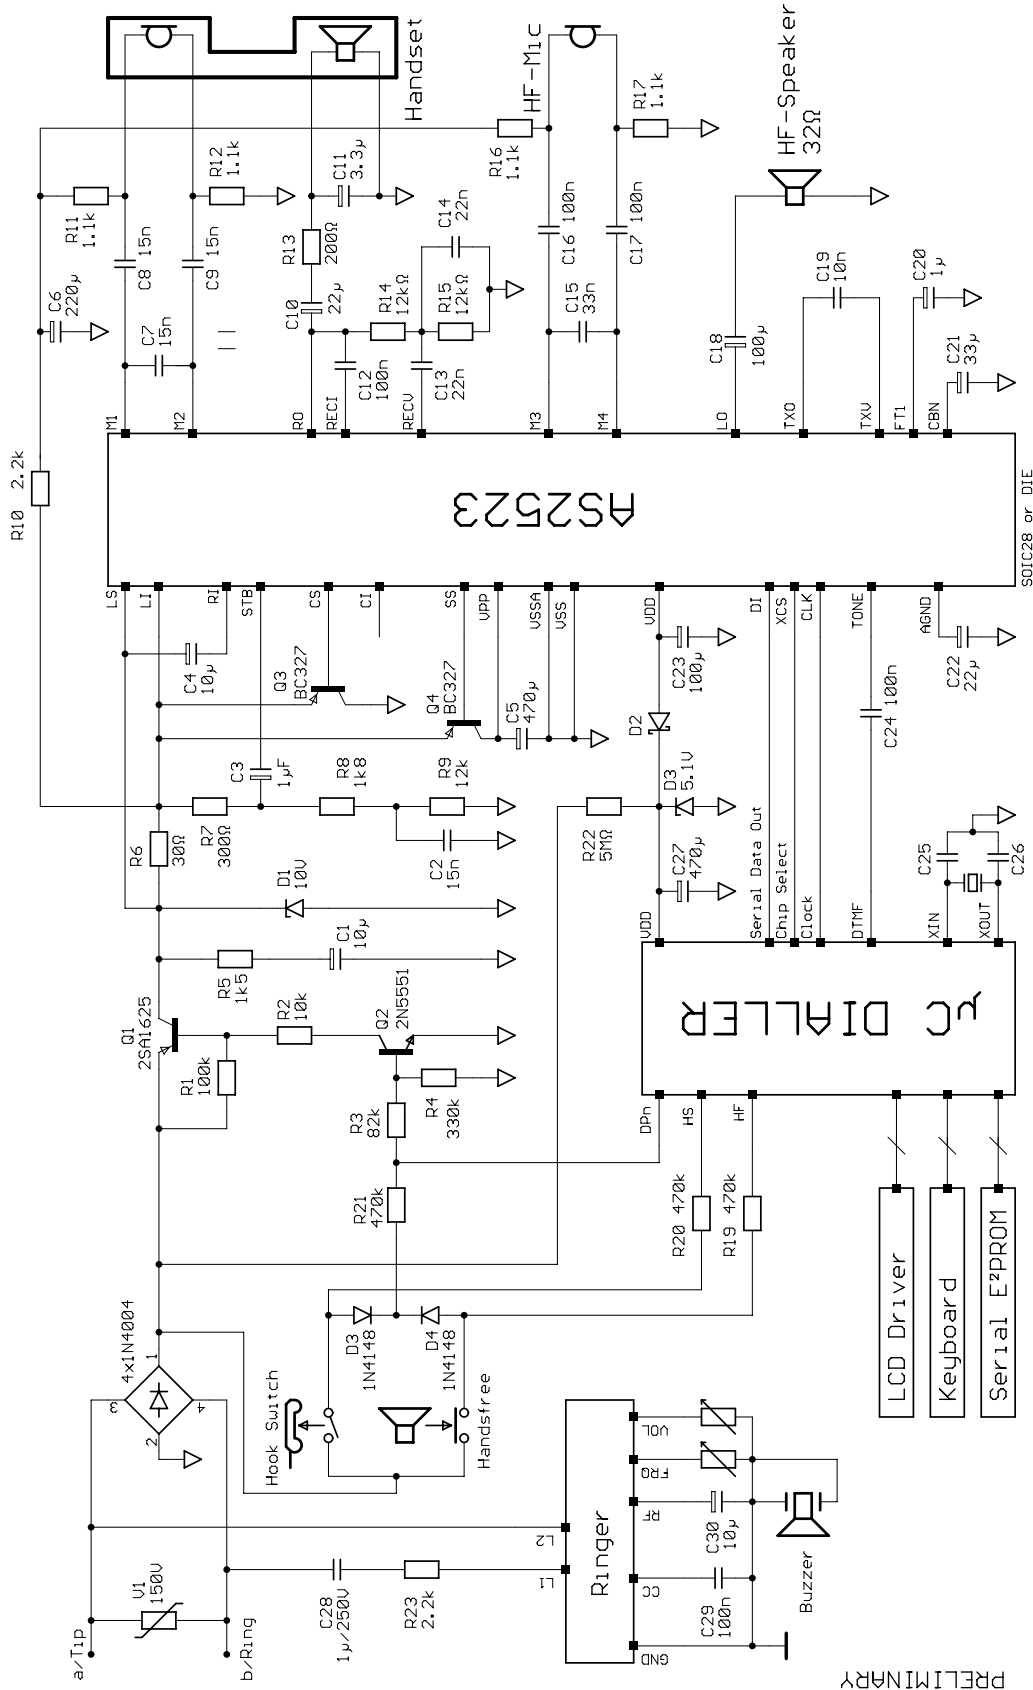 Handset
HF-Mic
HF-Speaker
32Ω
R11
1.1k
R12
1.1k
C11
3.3µ
R16
1.1k
R17
1.1k
C6
220µ
C8 15n
C9 15n
C7
15n
R13
200Ω
C10
22µ
R14
12kΩ
R15
12kΩ
C14
22n
C12
100n
C13
22n
C16 100n
C17 100n
C15
33n
C18
100µ
C19
10n
C20
1µ
C21
33µ
R10 2.2k
M1
M2
RO
RECI
RECV
M3
M4
LO
TXO
TXV
FT1
CBN
AS2523
SOIC28 or DIE
LS
LI
RI
STB
CS
CI
SS
VPP
VSSA
VSS
VDD
DI
XCS
CLK
TONE
AGND
C4
10µ
Q3
BC327
Q4
BC327
C5
470µ
C23
100µ
C22
22µ
C24 100n
D2
D3
5.1V
C3
1µF
R6
30Ω
R7
300Ω
R8
1k8
R9
12k
C2
15n
R22
5MΩ
C27
470µ
C25
C26
D1
10V
R5
1k5
C1
10µ
Q1
2SA1625
R1
100k
R2
10k
Q2
2N5551
R3
82k
R4
330k
R21
470k
VDD
Serial Data Out
Chip Select
Clock
DTMF
XIN
XOUT
µC DIALLER
DPn
HS
HF
R20 470k
R19 470k
LCD Driver
Keyboard
Serial E²PROM
4x1N4004
1
2
3
4
D3
1N4148
D4
1N4148
Hook Switch
Handsfree
a/Tip
b/Ring
V1
150V
C28
1µ/250V
R23
2.2k
L2
L1
Ringer
VOL
FRQ
RF
CC
GND
C30
10µ
C29
100n
Buzzer
PRELIMINARY